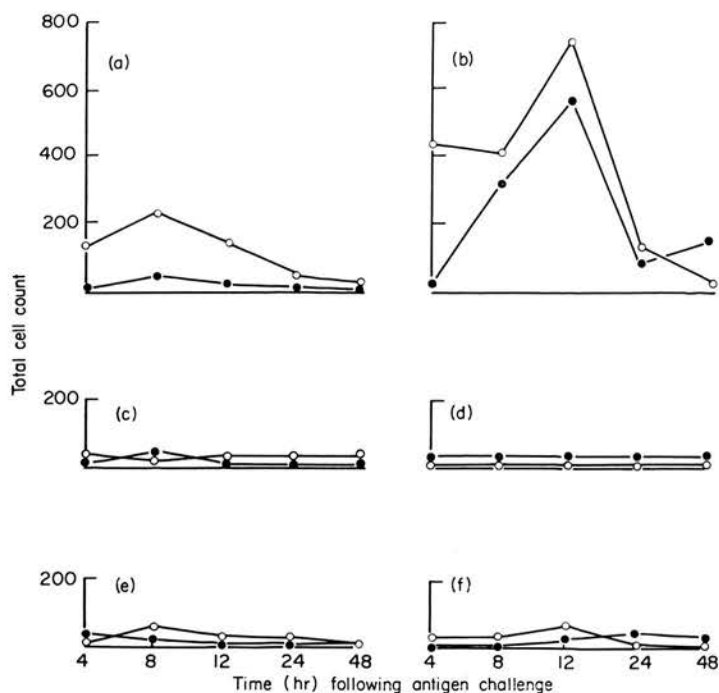 800
(a)
(b)
600
400
200
Total cell count
200
(c)
(d)
200
(e)
(f)
4 8 12 24 48 4 8 12 24 48
Time (hr) following antigen challenge